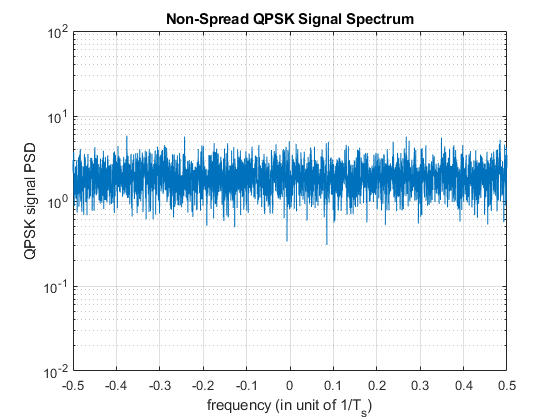 Non-Spread QPSK Signal Spectrum
10^2
10^1
10^0
10^-1
10^-2
QPSK signal PSD
-0.5 -0.4 -0.3 -0.2 -0.1 0 0.1 0.2 0.3 0.4 0.5
frequency (in unit of 1/T_s)